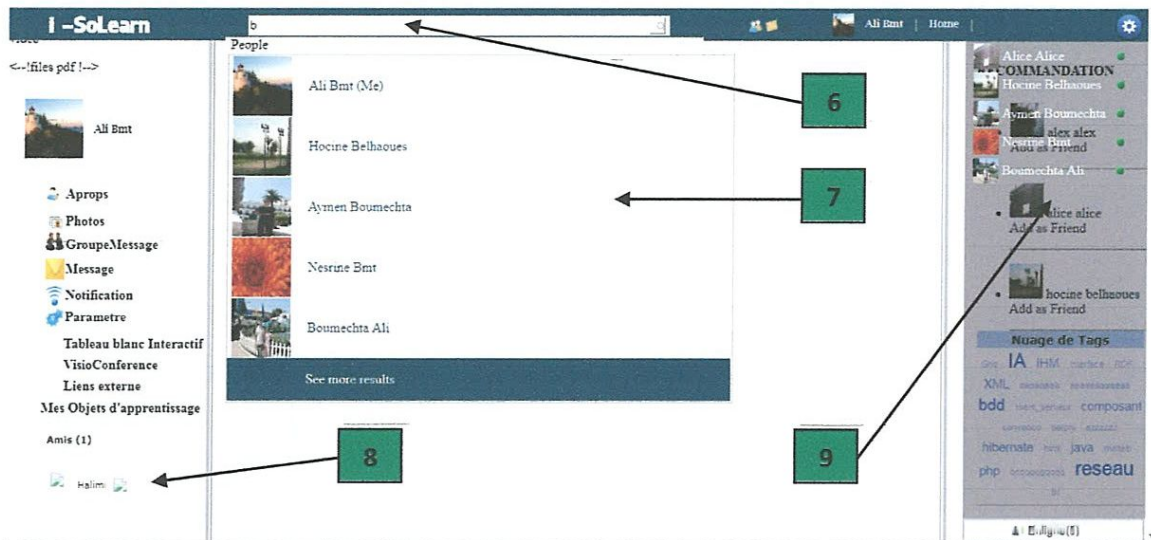 i -SoLearn
b
Ali Bmt | Home |
<--!files pdf !-->
Ali Bmt
Aprops
Photos
GroupeMessage
Message
Notification
Parametre
Tableau blanc Interactif
VisioConference
Liens externe
Mes Objets d'apprentissage
Amis (1)
Halim
People
Ali Bmt (Me)
Hocine Belhaoues
Aymen Boumechta
Nesrine Bmt
Boumechta Ali
See more results
6
7
8
9
Alice Alice
COMMANDATION
Hocine Belhaoues
Aymen Boumechta
alex alex
Nesrine Bmt
Add as Friend
Boumechta Ali
alice alice
Add as Friend
hocine belhaoues
Add as Friend
Nuage de Tags
IA IHM interface
XML
bdd composant
hibernate java
php reseau